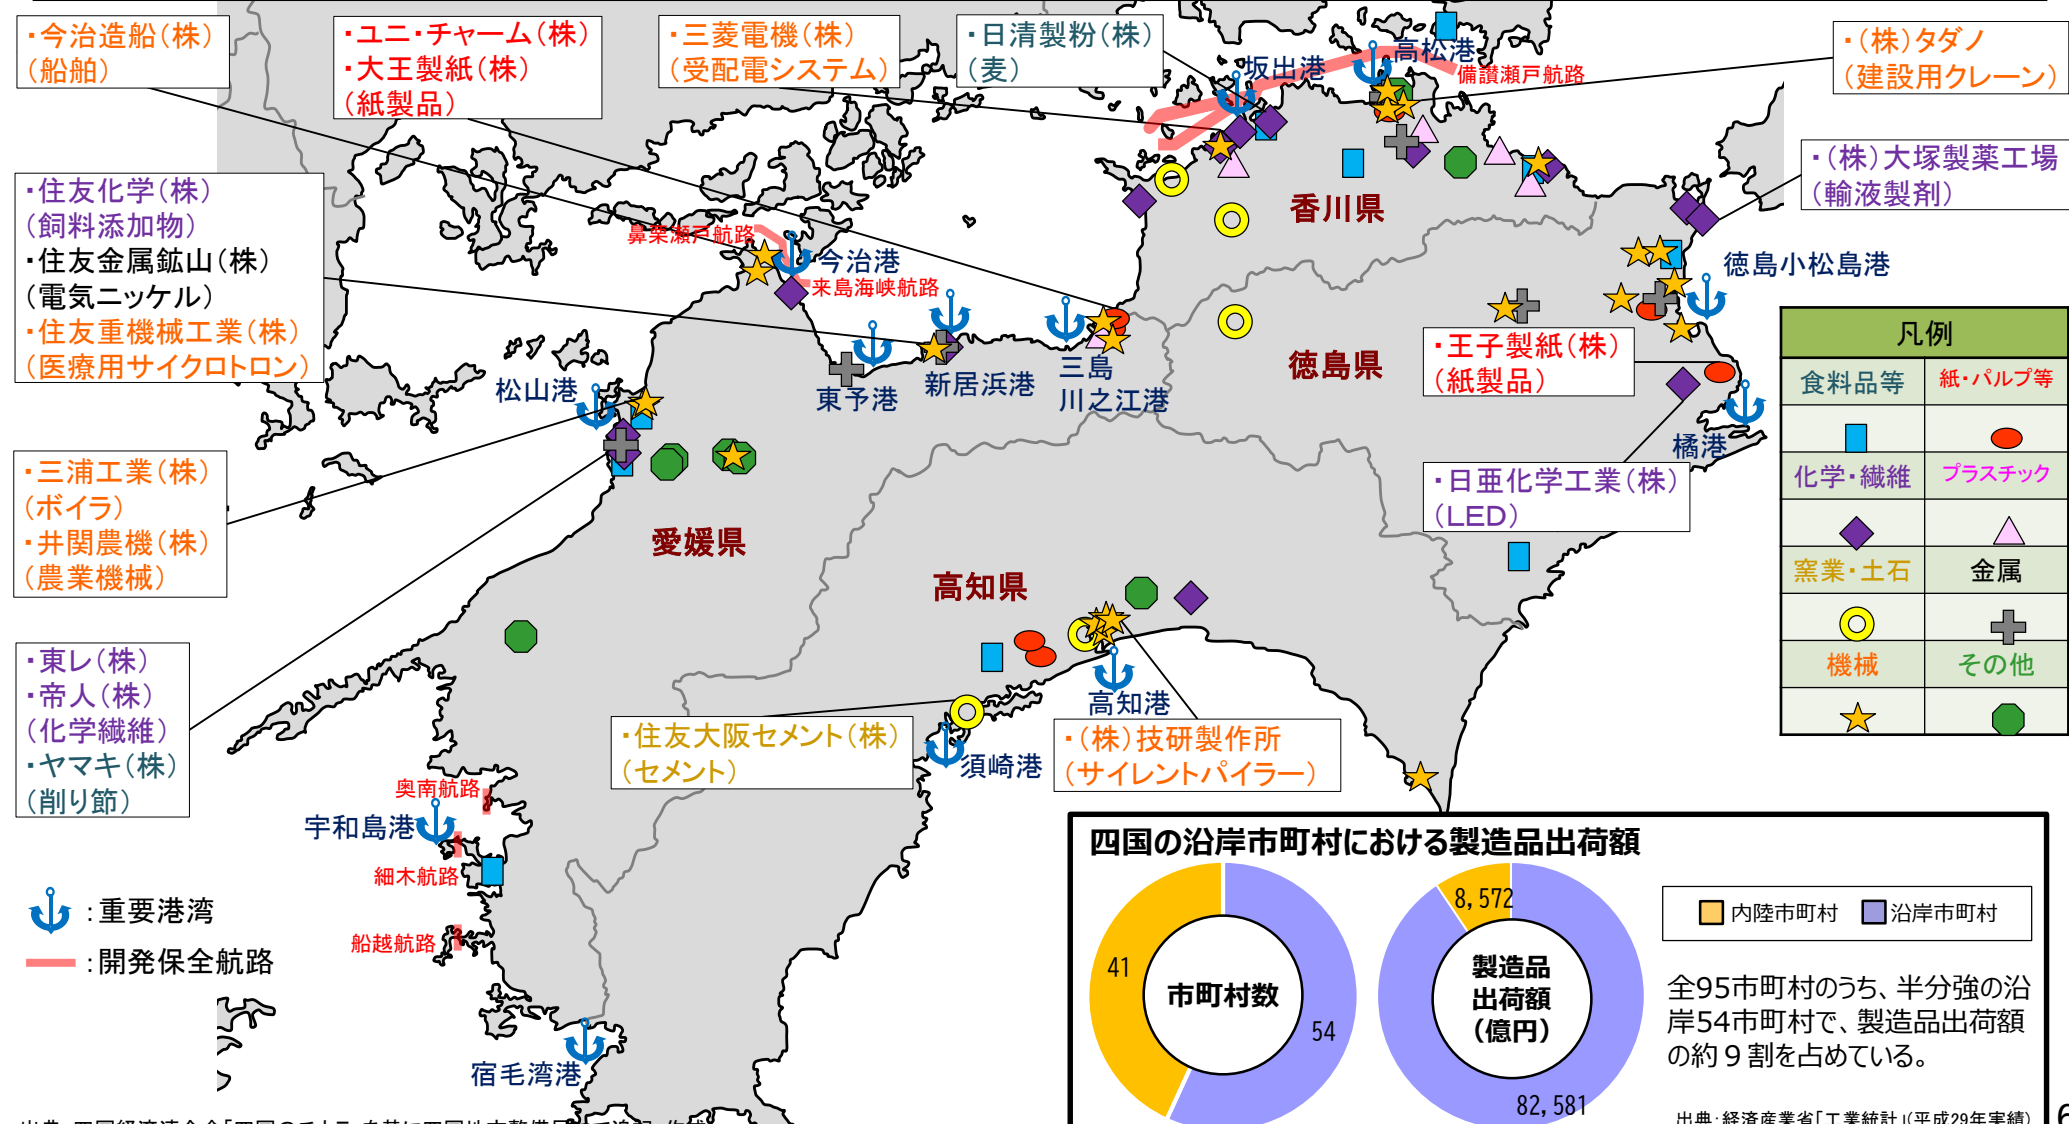 ・今治造船（株）
（船舶）
・ユニ・チャーム（株）
・大王製紙（株）
（紙製品）
・三菱電機（株）
（受配電システム）
・日清製粉（株）
（麦）
・（株）タダノ
（建設用クレーン）
坂出港
高松港
備讃瀬戸航路
・（株）大塚製薬工場
（輸液製剤）
・住友化学（株）
（飼料添加物）
・住友金属鉱山（株）
（電気ニッケル）
・住友重機械工業（株）
（医療用サイクロトロン）
香川県
鼻栗瀬戸航路
今治港
来島海峡航路
徳島小松島港
松山港
東予港
新居浜港
三島
川之江港
徳島県
・王子製紙（株）
（紙製品）
橘港
凡例
食料品等
紙・パルプ等
化学・繊維
プラスチック
窯業・土石
金属
機械
その他
・三浦工業（株）
（ボイラ）
・井関農機（株）
（農業機械）
・日亜化学工業（株）
（LED）
愛媛県
高知県
・東レ（株）
・帝人（株）
（化学繊維）
・ヤマキ（株）
（削り節）
・住友大阪セメント（株）
（セメント）
須崎港
高知港
・（株）技研製作所
（サイレントパイラー）
奥南航路
宇和島港
細木航路
船越航路
宿毛湾港
：重要港湾
：開発保全航路
四国の沿岸市町村における製造品出荷額
41
市町村数
54
8,572
製造品
出荷額
（億円）
82,581
内陸市町村
沿岸市町村
全95市町村のうち、半分強の沿
岸54市町村で、製造品出荷額
の約９割を占めている。
出典：経済産業省「工業統計」（平成29年実績）